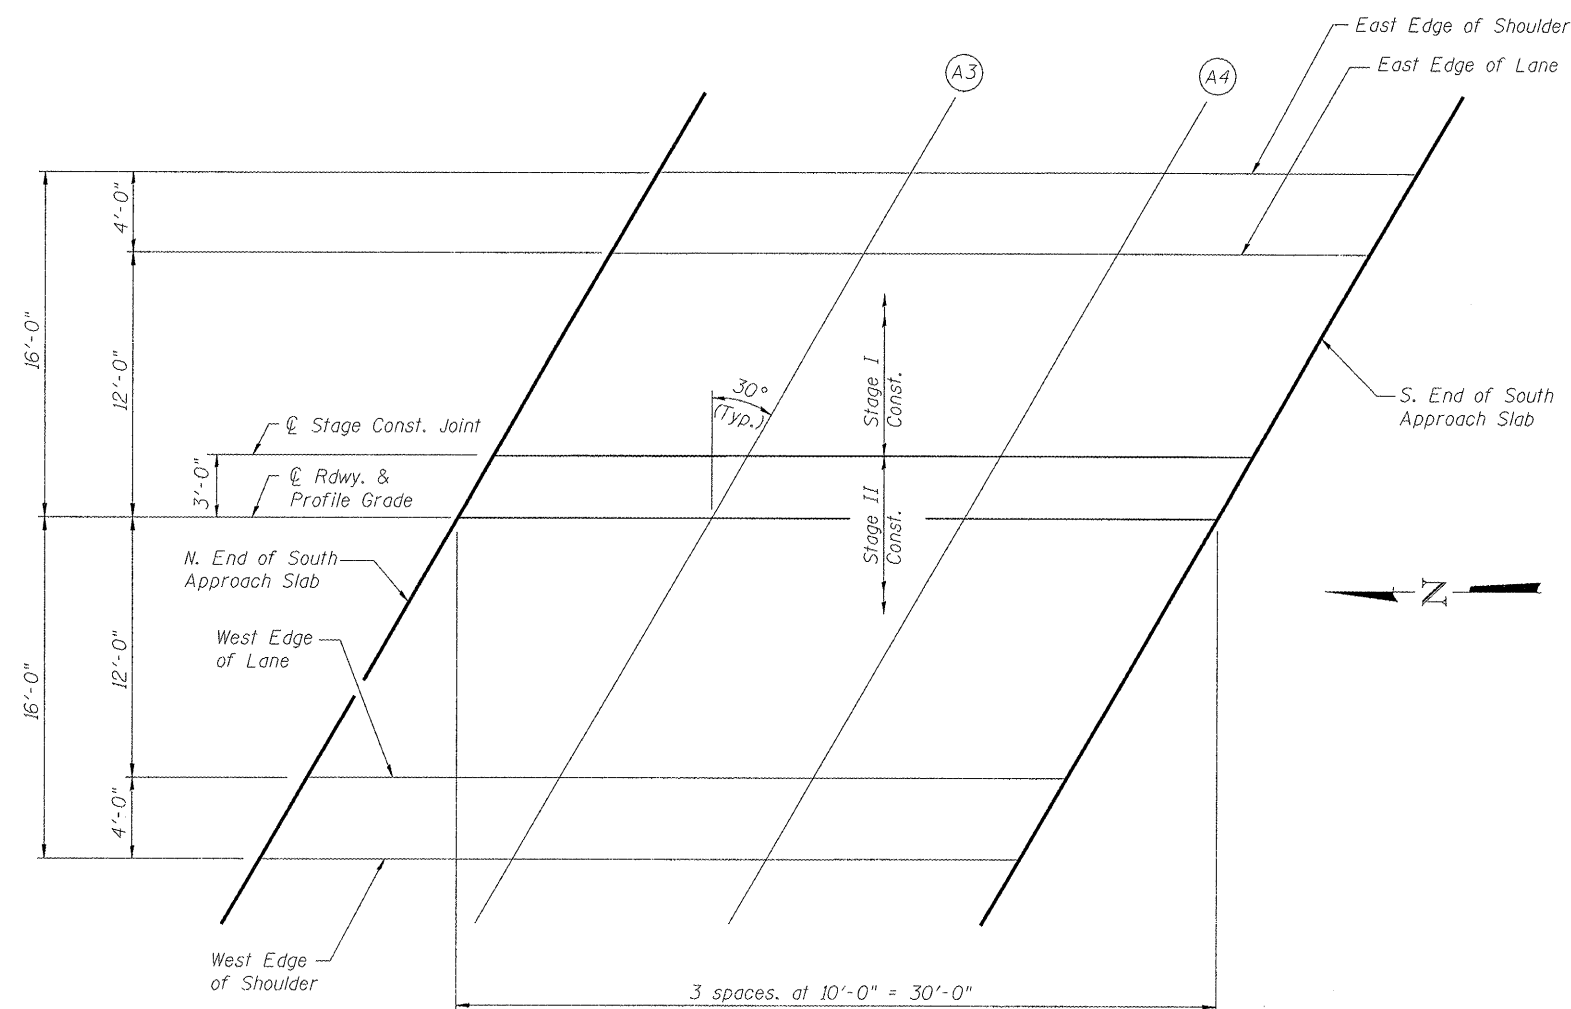 East Edge of Shoulder
East Edge of Lane
A3
A4
4'-0"
16'-0"
12'-0"
30°
(Typ.)
Stage I
Const.
S. End of South
Approach Slab
℄ Stage Const. Joint
3'-0"
℄ Rdwy. &
Profile Grade
Stage II
Const.
N. End of South
Approach Slab
N
West Edge
of Lane
16'-0"
12'-0"
4'-0"
West Edge
of Shoulder
3 spaces. at 10'-0" = 30'-0"